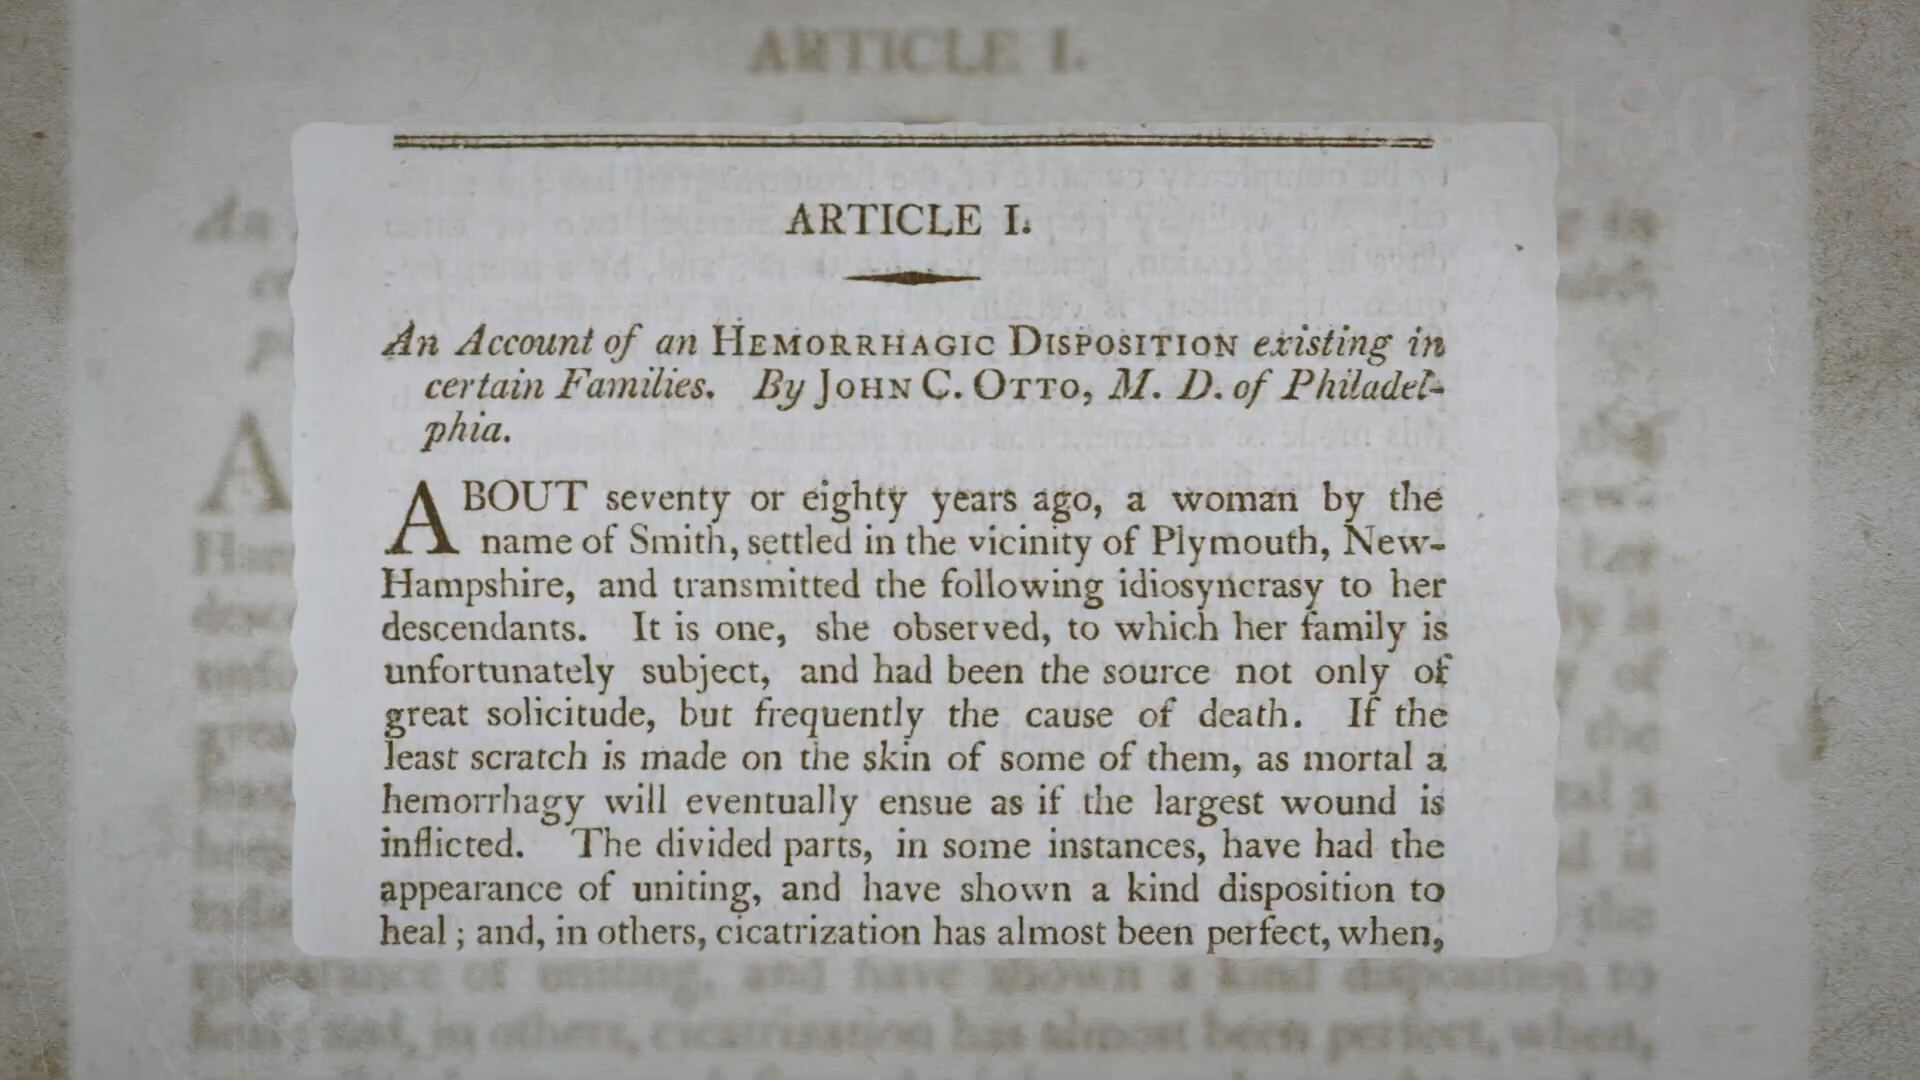 ARTICLE I.
An Account of an HEMORRHAGIC DISPOSITION existing in
certain Families. By JOHN C. OTTO, M. D. of Philadel-
phia.
ABOUT seventy or eighty years ago, a woman by the
name of Smith, settled in the vicinity of Plymouth, New-
Hampshire, and transmitted the following idiosyncrasy to her
descendants. It is one, she observed, to which her family is
unfortunately subject, and had been the source not only of
great solicitude, but frequently the cause of death. If the
least scratch is made on the skin of some of them, as mortal a
hemorrhagy will eventually ensue as if the largest wound is
inflicted. The divided parts, in some instances, have had the
appearance of uniting, and have shown a kind disposition to
heal; and, in others, cicatrization has almost been perfect, when,